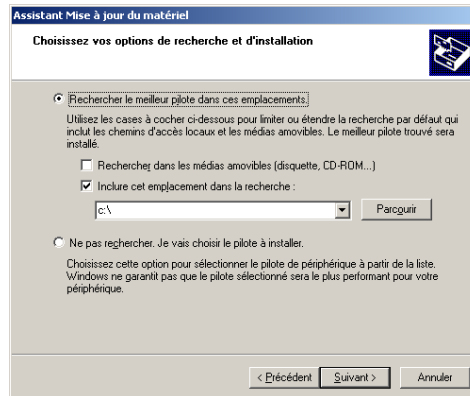 Assistant Mise à jour du matériel
Choisissez vos options de recherche et d'installation
Rechercher le meilleur pilote dans ces emplacements.
Utilisez les cases à cocher ci-dessous pour limiter ou étendre la recherche par défaut qui
inclut les chemins d'accès locaux et les médias amovibles. Le meilleur pilote trouvé sera
installé.
Rechercher dans les médias amovibles (disquette, CD-ROM...)
Inclure cet emplacement dans la recherche :
c:\
Parcourir
Ne pas rechercher. Je vais choisir le pilote à installer.
Choisissez cette option pour sélectionner le pilote de périphérique à partir de la liste.
Windows ne garantit pas que le pilote sélectionné sera le plus performant pour votre
périphérique.
< Précédent
Suivant >
Annuler